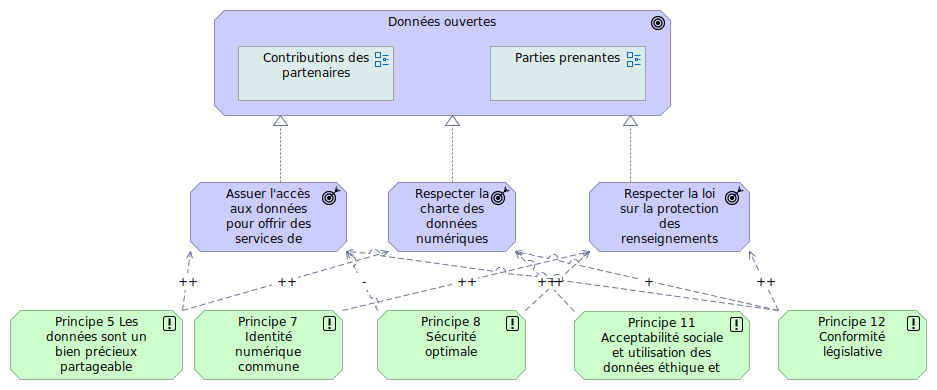 Données ouvertes
Contributions des
partenaires
Parties prenantes
Assuer l'accès
aux données
pour offrir des
services de
Respecter la
charte des
données
numériques
Respecter la loi
sur la protection
des
renseignements
++
++
-
++
+
++
Principe 5 Les
données sont un
bien précieux
partageable
Principe 7
Identité
numérique
commune
Principe 8
Sécurité
optimale
Principe 11
Acceptabilité sociale
et utilisation des
données éthique et
Principe 12
Conformité
législative